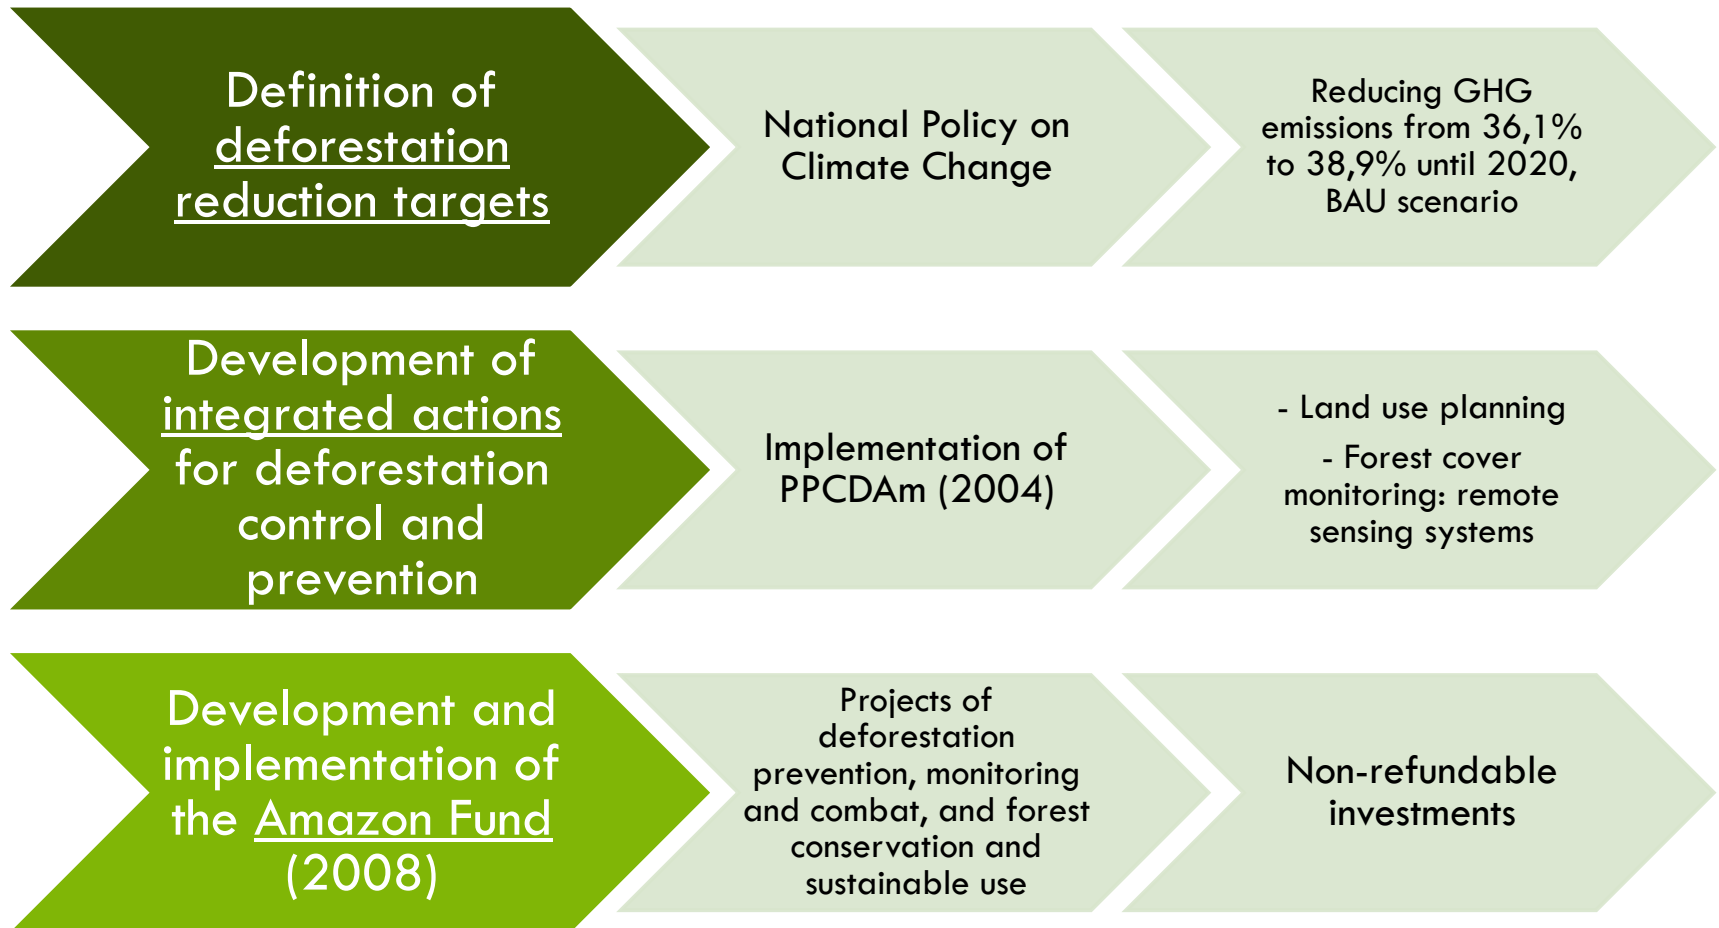 Definition of
deforestation
reduction targets
National Policy on
Climate Change
Reducing GHG
emissions from 36,1%
to 38,9% until 2020,
BAU scenario
Development of
integrated actions
for deforestation
control and
prevention
Implementation of
PPCDAm (2004)
- Land use planning
- Forest cover
monitoring: remote
sensing systems
Development and
implementation of
the Amazon Fund
(2008)
Projects of
deforestation
prevention, monitoring
and combat, and forest
conservation and
sustainable use
Non-refundable
investments